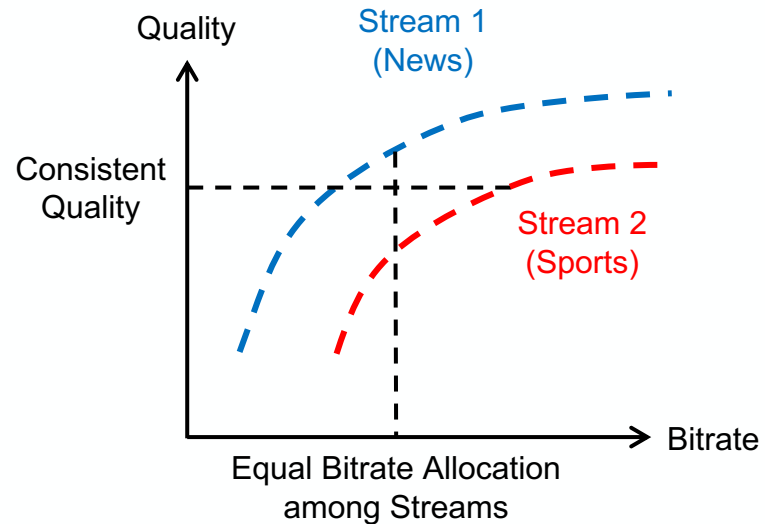 Quality
Stream 1
(News)
Consistent
Quality
Stream 2
(Sports)
Bitrate
Equal Bitrate Allocation
among Streams